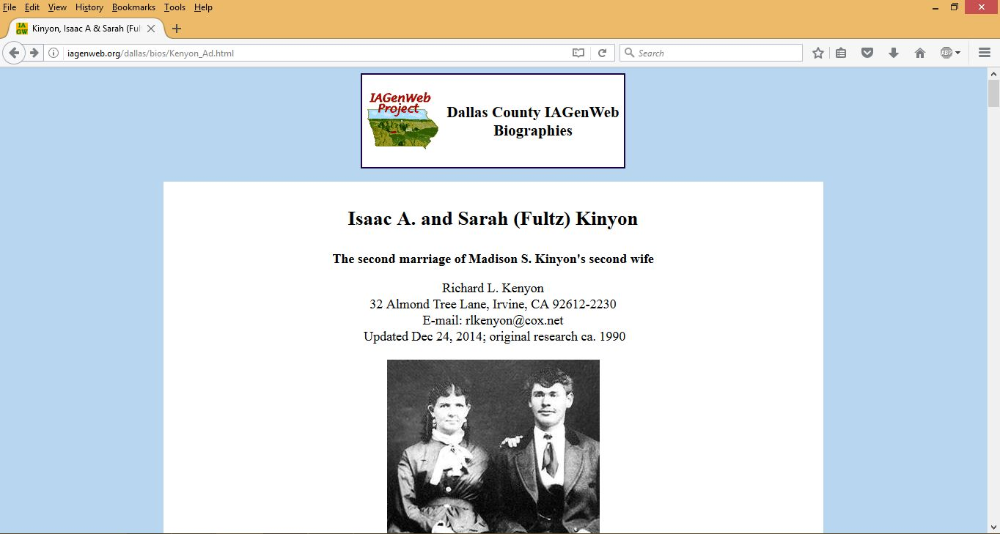 File Edit View History Bookmarks Tools Help
IA
GW
Kinyon, Isaac A & Sarah (Ful
iagenweb.org/dallas/bios/Kenyon_Ad.html
Search
ABP
IAGenWeb
Project
Dallas County IAGenWeb
Biographies
Isaac A. and Sarah (Fultz) Kinyon
The second marriage of Madison S. Kinyon's second wife
Richard L. Kenyon
32 Almond Tree Lane, Irvine, CA 92612-2230
E-mail: rlkenyon@cox.net
Updated Dec 24, 2014; original research ca. 1990